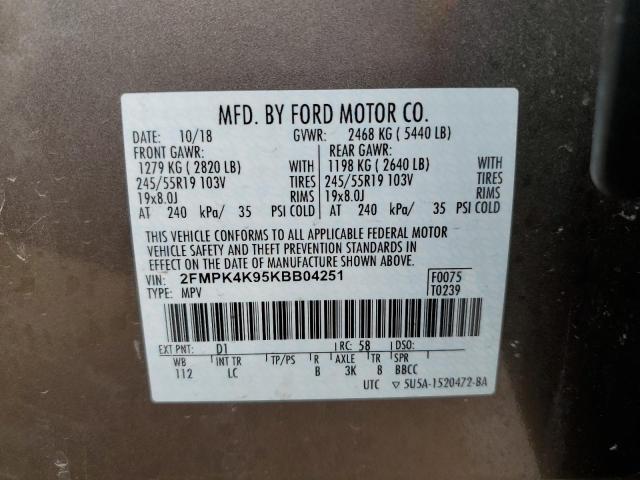 MFD. BY FORD MOTOR CO.
DATE: 10/18 GVWR: 2468 KG ( 5440 LB)
FRONT GAWR: REAR GAWR:
1279 KG ( 2820 LB) WITH 1198 KG ( 2640 LB) WITH
245/55R19 103V TIRES 245/55R19 103V TIRES
19x8.0J RIMS 19x8.0J RIMS
AT 240 kPa/ 35 PSI COLD AT 240 kPa/ 35 PSI COLD
THIS VEHICLE CONFORMS TO ALL APPLICABLE FEDERAL MOTOR
VEHICLE SAFETY AND THEFT PREVENTION STANDARDS IN
EFFECT ON THE DATE OF MANUFACTURE SHOWN ABOVE.
VIN: 2FMPK4K95KBB04251 F0075
TYPE: MPV T0239
EXT PNT: D1 RC: 58 DSO:
WB INT TR TP/PS R AXLE TR SPR
112 LC B 3K 8 BBCC
UTC ▽ 5U5A-1520472-BA